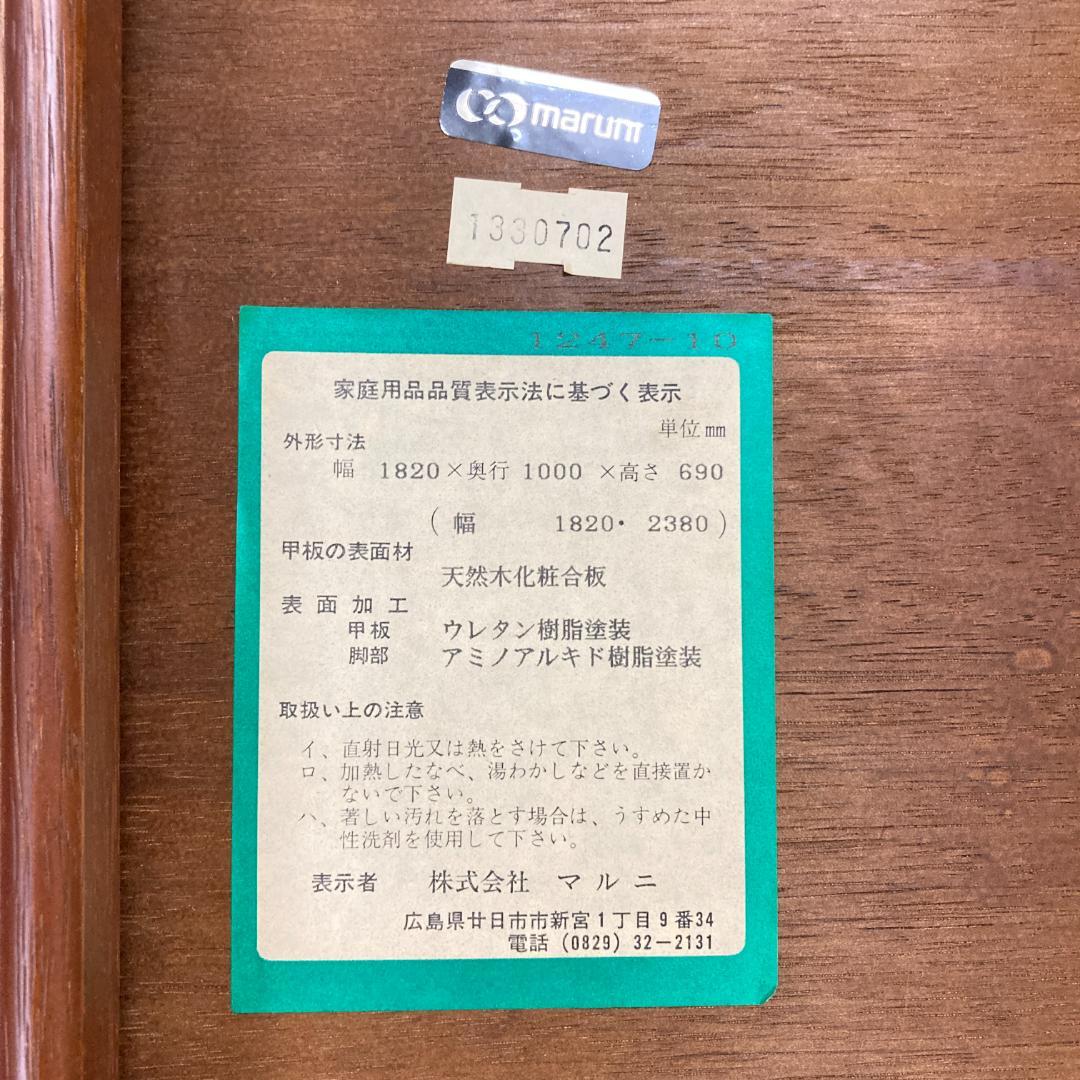 maruni
1330702
1247-10
家庭用品品質表示法に基づく表示
単位mm
外形寸法
幅 1820×奥行 1000 ×高さ 690
(幅 1820・ 2380)
甲板の表面材
天然木化粧合板
表面加工
甲板 ウレタン樹脂塗装
脚部 アミノアルキド樹脂塗装
取扱い上の注意
イ、直射日光又は熱をさけて下さい。
ロ、加熱したなべ、湯わかしなどを直接置か
ないで下さい。
ハ、著しい汚れを落とす場合は、うすめた中
性洗剤を使用して下さい。
表示者 株式会社 マルニ
広島県廿日市市新宮1丁目9番34
電話 (0829) 32-2131